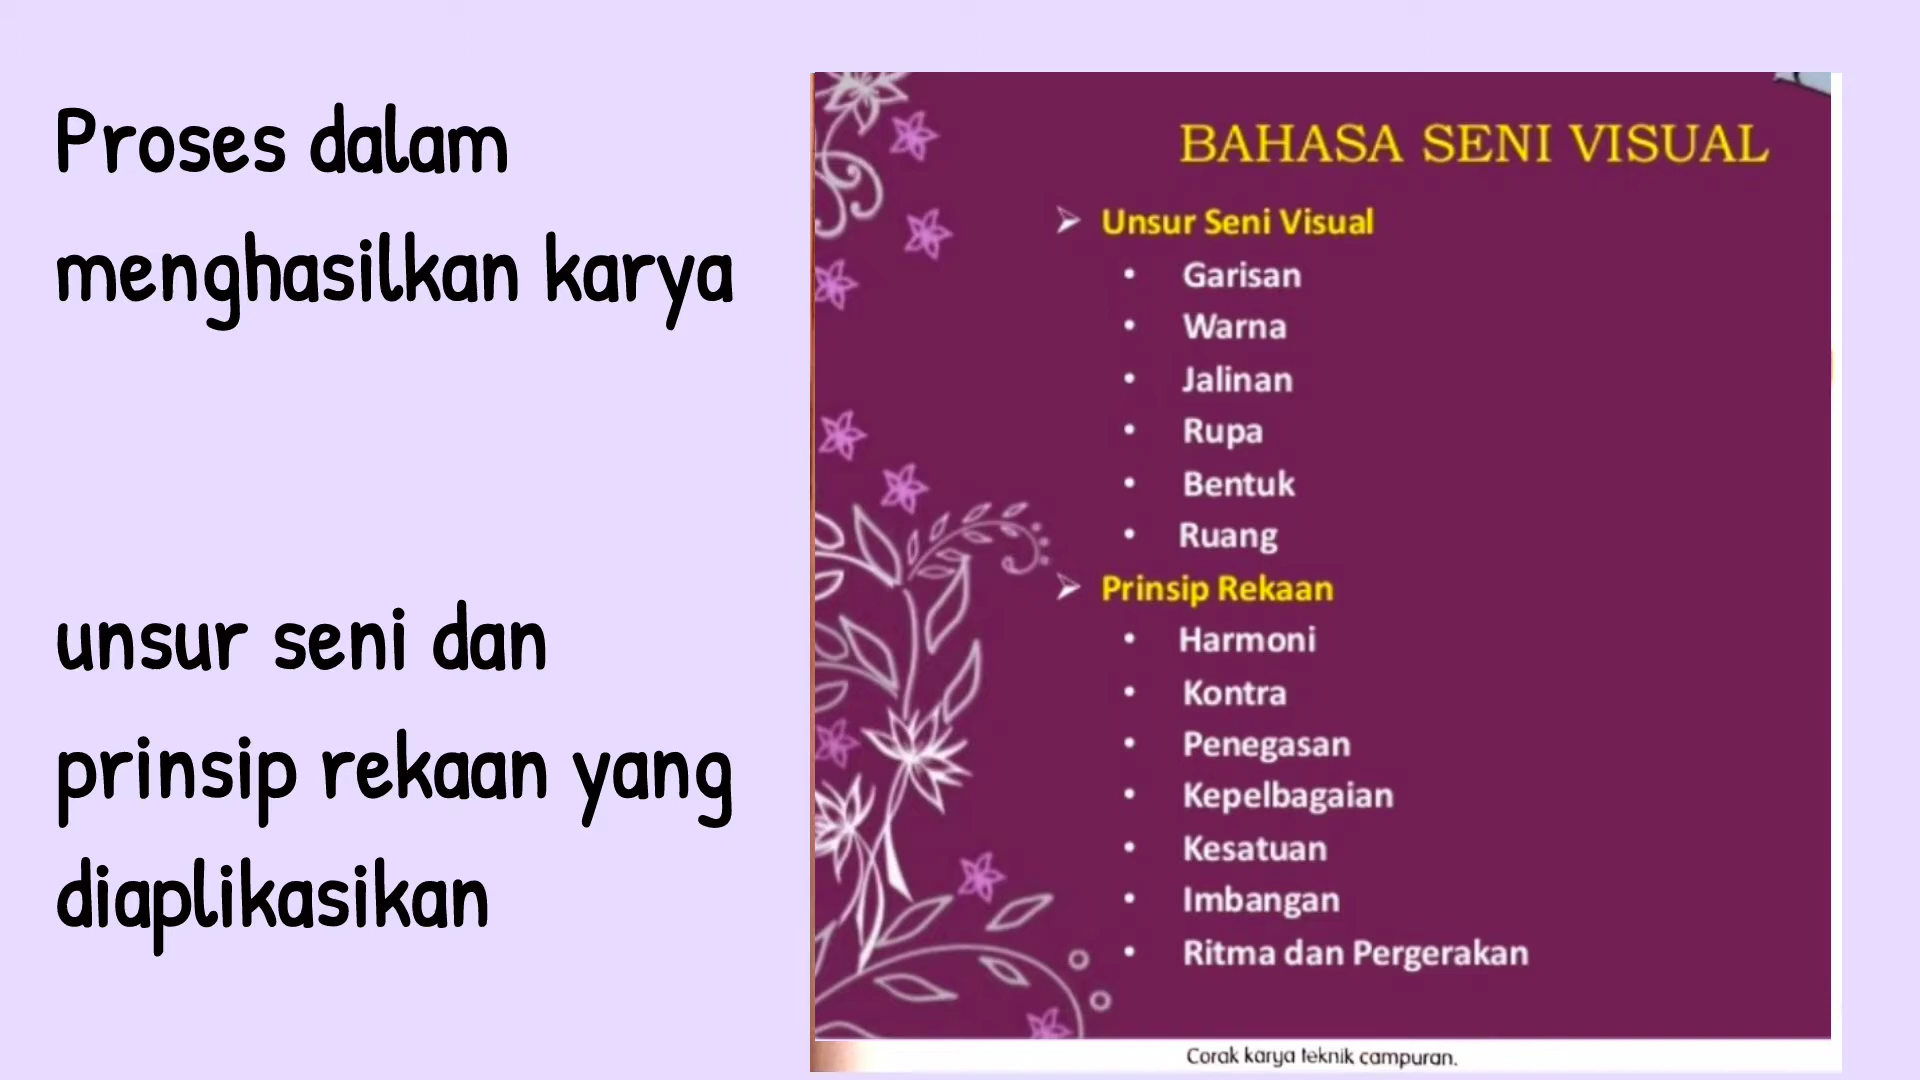 Proses dalam
menghasilkan karya
unsur seni dan
prinsip rekaan yang
diaplikasikan
BAHASA SENI VISUAL
Unsur Seni Visual
• Garisan
• Warna
• Jalinan
• Rupa
• Bentuk
• Ruang
Prinsip Rekaan
• Harmoni
• Kontra
• Penegasan
• Kepelbagaian
• Kesatuan
• Imbangan
• Ritma dan Pergerakan
Corak karya teknik campuran.